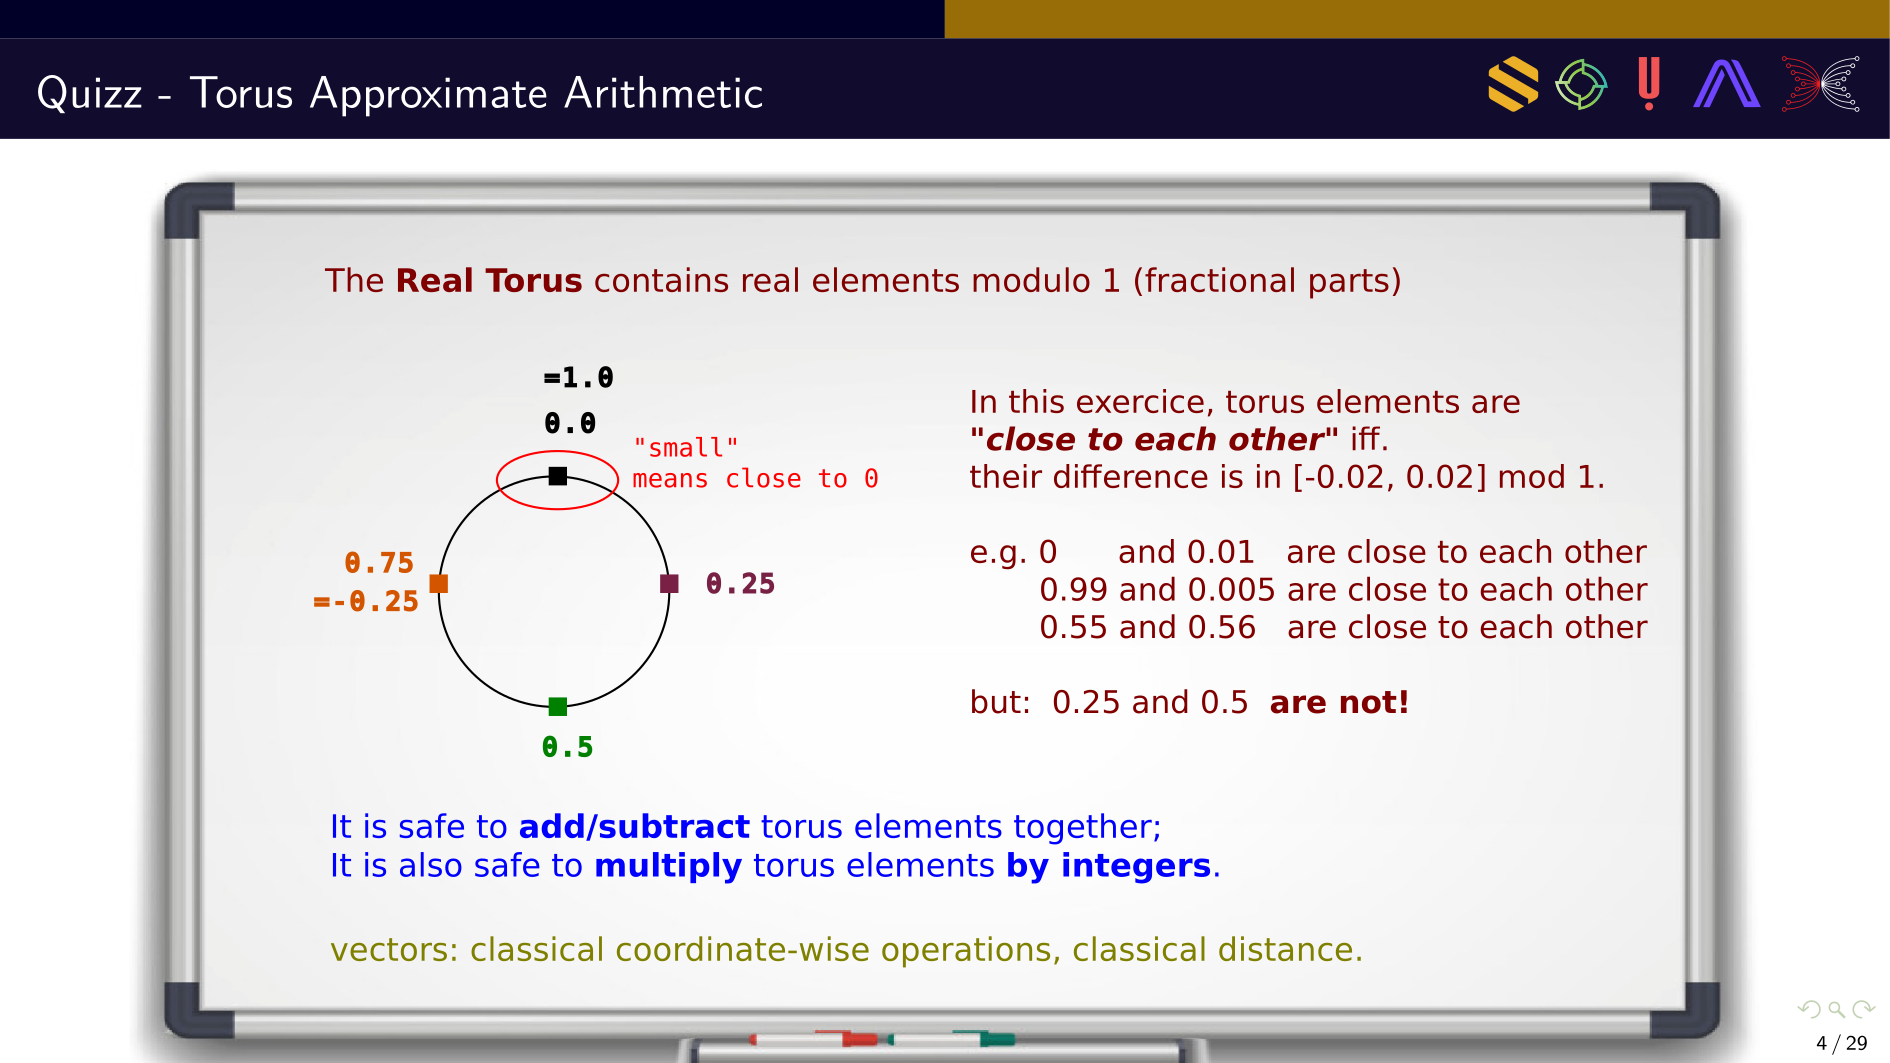 Quizz - Torus Approximate Arithmetic
The Real Torus contains real elements modulo 1 (fractional parts)
=1.0
0.0
"small"
means close to 0
0.75
=-0.25
0.25
0.5
In this exercice, torus elements are
"close to each other" iff.
their difference is in [-0.02, 0.02] mod 1.
e.g. 0 and 0.01 are close to each other
0.99 and 0.005 are close to each other
0.55 and 0.56 are close to each other
but: 0.25 and 0.5 are not!
It is safe to add/subtract torus elements together;
It is also safe to multiply torus elements by integers.
vectors: classical coordinate-wise operations, classical distance.
4 / 29